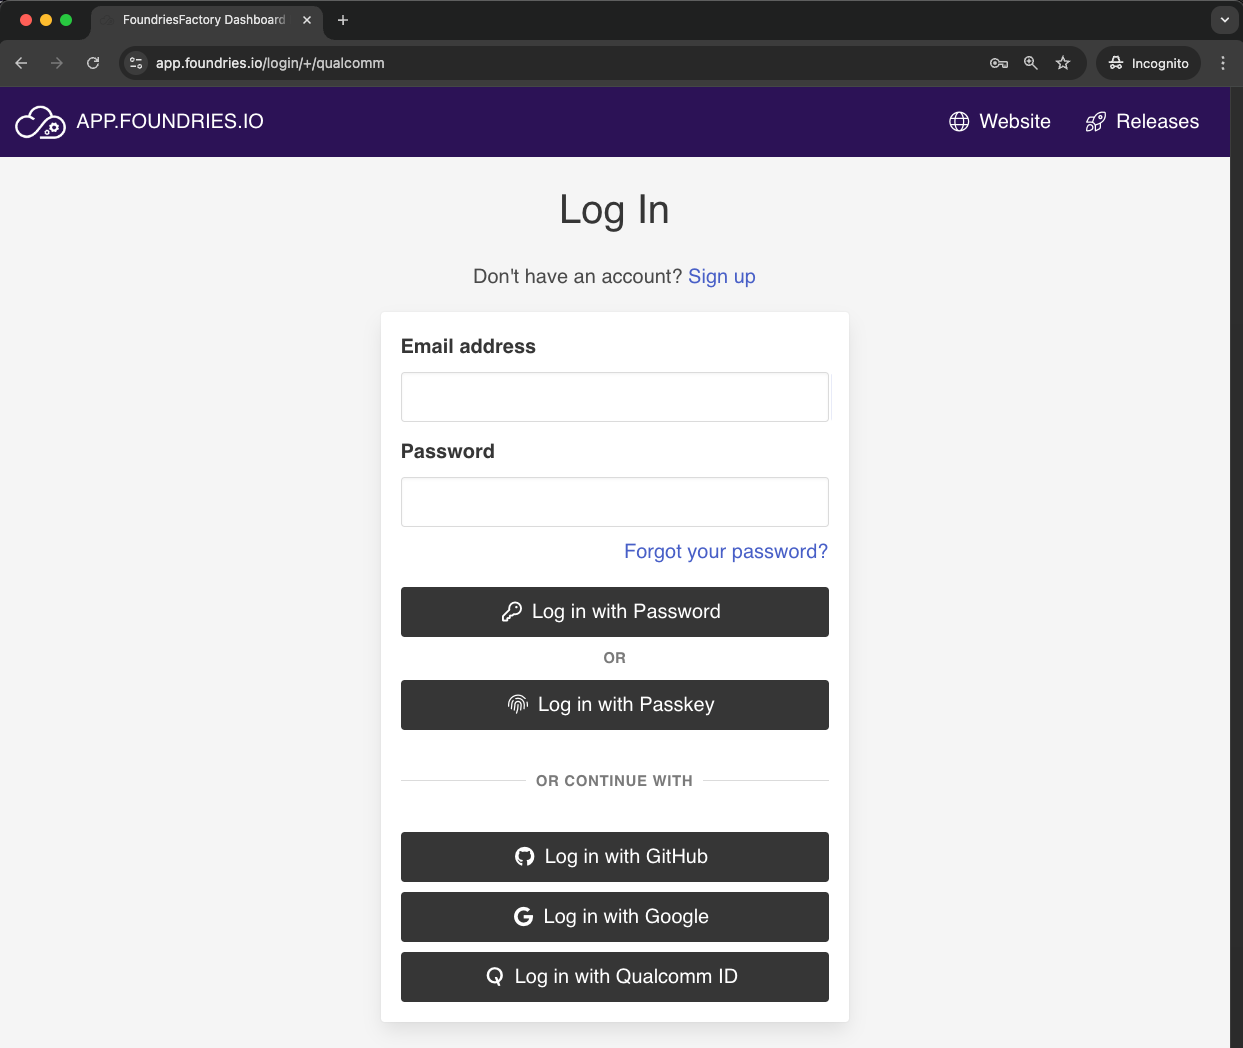 FoundriesFactory Dashboard
app.foundries.io/login/+/qualcomm
Incognito
APP.FOUNDRIES.IO
Website
Releases
Log In
Don't have an account? Sign up
Email address
Password
Forgot your password?
Log in with Password
OR
Log in with Passkey
OR CONTINUE WITH
Log in with GitHub
Log in with Google
Log in with Qualcomm ID